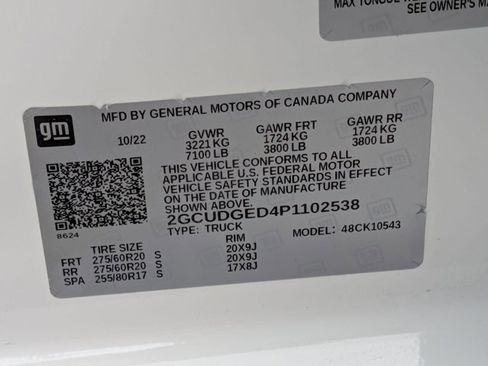 MAX TONGUE
SEE OWNER'S
gm
MFD BY GENERAL MOTORS OF CANADA COMPANY
10/22 GVWR GAWR FRT GAWR RR
3221 KG 1724 KG 1724 KG
7100 LB 3800 LB 3800 LB
THIS VEHICLE CONFORMS TO ALL
APPLICABLE U.S. FEDERAL MOTOR
VEHICLE SAFETY STANDARDS IN EFFECT
ON THE DATE OF MANUFACTURE
2GCUDGED4P1102538
8624
TYPE: TRUCK MODEL: 48CK10543
TIRE SIZE RIM
FRT 275/60R20 S 20X9J
RR 275/60R20 S 20X9J
SPA 255/80R17 S 17X8J